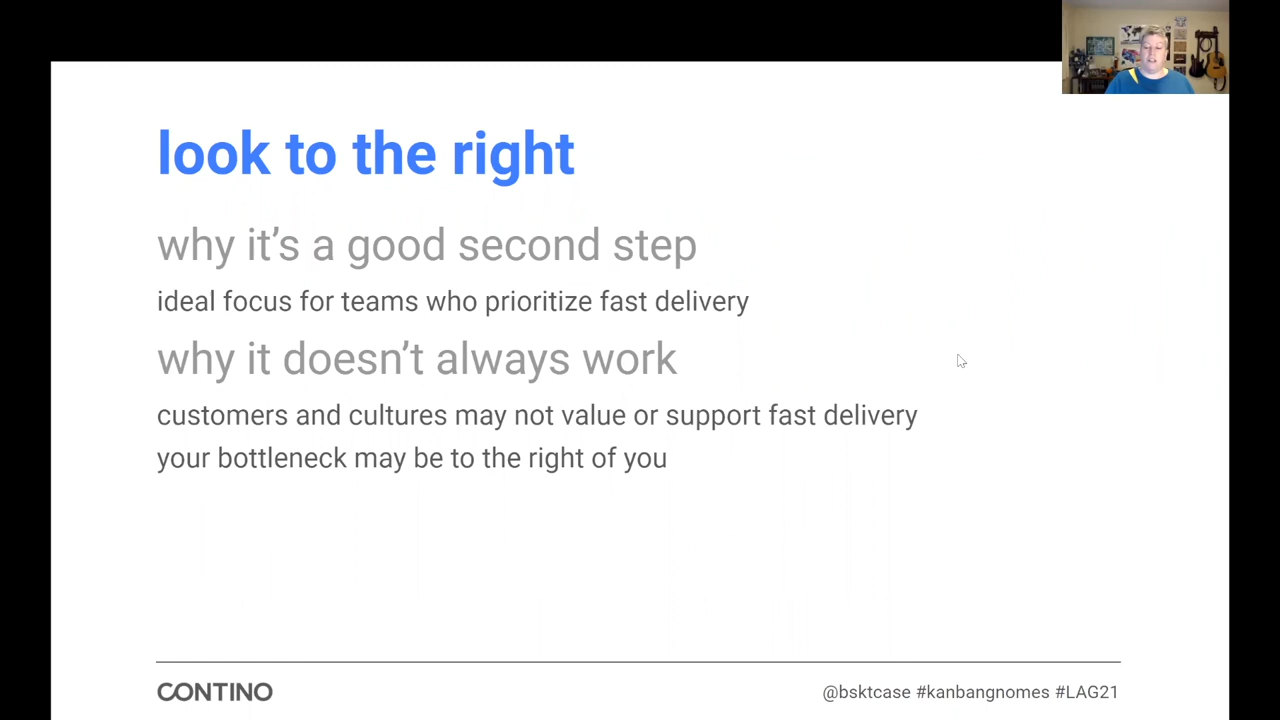 look to the right
why it's a good second step
ideal focus for teams who prioritize fast delivery
why it doesn't always work
customers and cultures may not value or support fast delivery
your bottleneck may be to the right of you
CONTINO
@bsktcase #kanbangnomes #LAG21